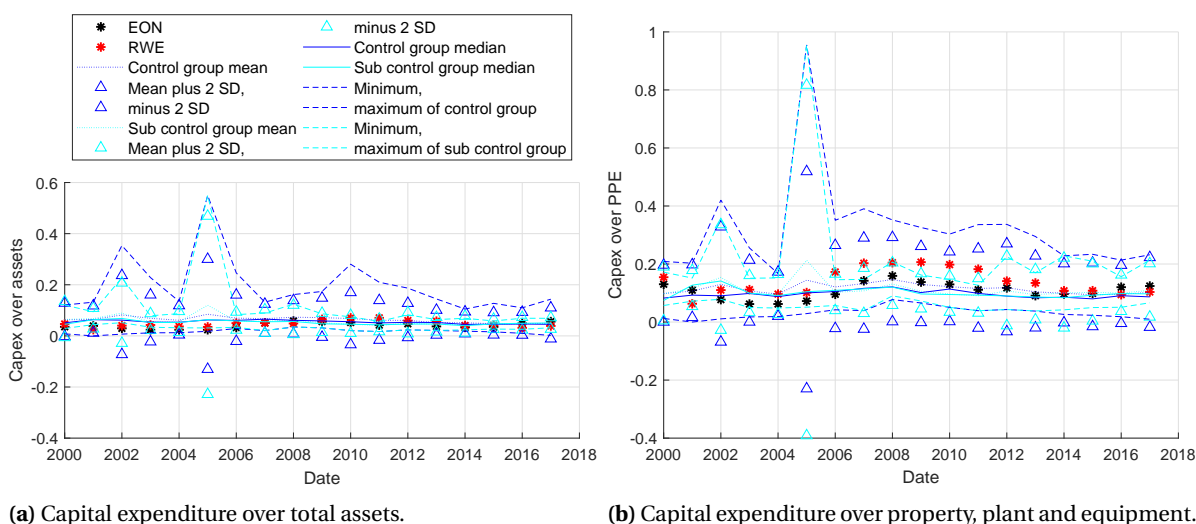 EON
RWE
Control group mean
Mean plus 2 SD,
minus 2 SD
Sub control group mean
Mean plus 2 SD,
minus 2 SD
Control group median
Sub control group median
Minimum,
maximum of control group
Minimum,
maximum of sub control group
Capex over assets
0.6
0.4
0.2
0
-0.2
-0.4
2000 2002 2004 2006 2008 2010 2012 2014 2016 2018
Date
(a) Capital expenditure over total assets.
Capex over PPE
1
0.8
0.6
0.4
0.2
0
-0.2
-0.4
2000 2002 2004 2006 2008 2010 2012 2014 2016 2018
Date
(b) Capital expenditure over property, plant and equipment.